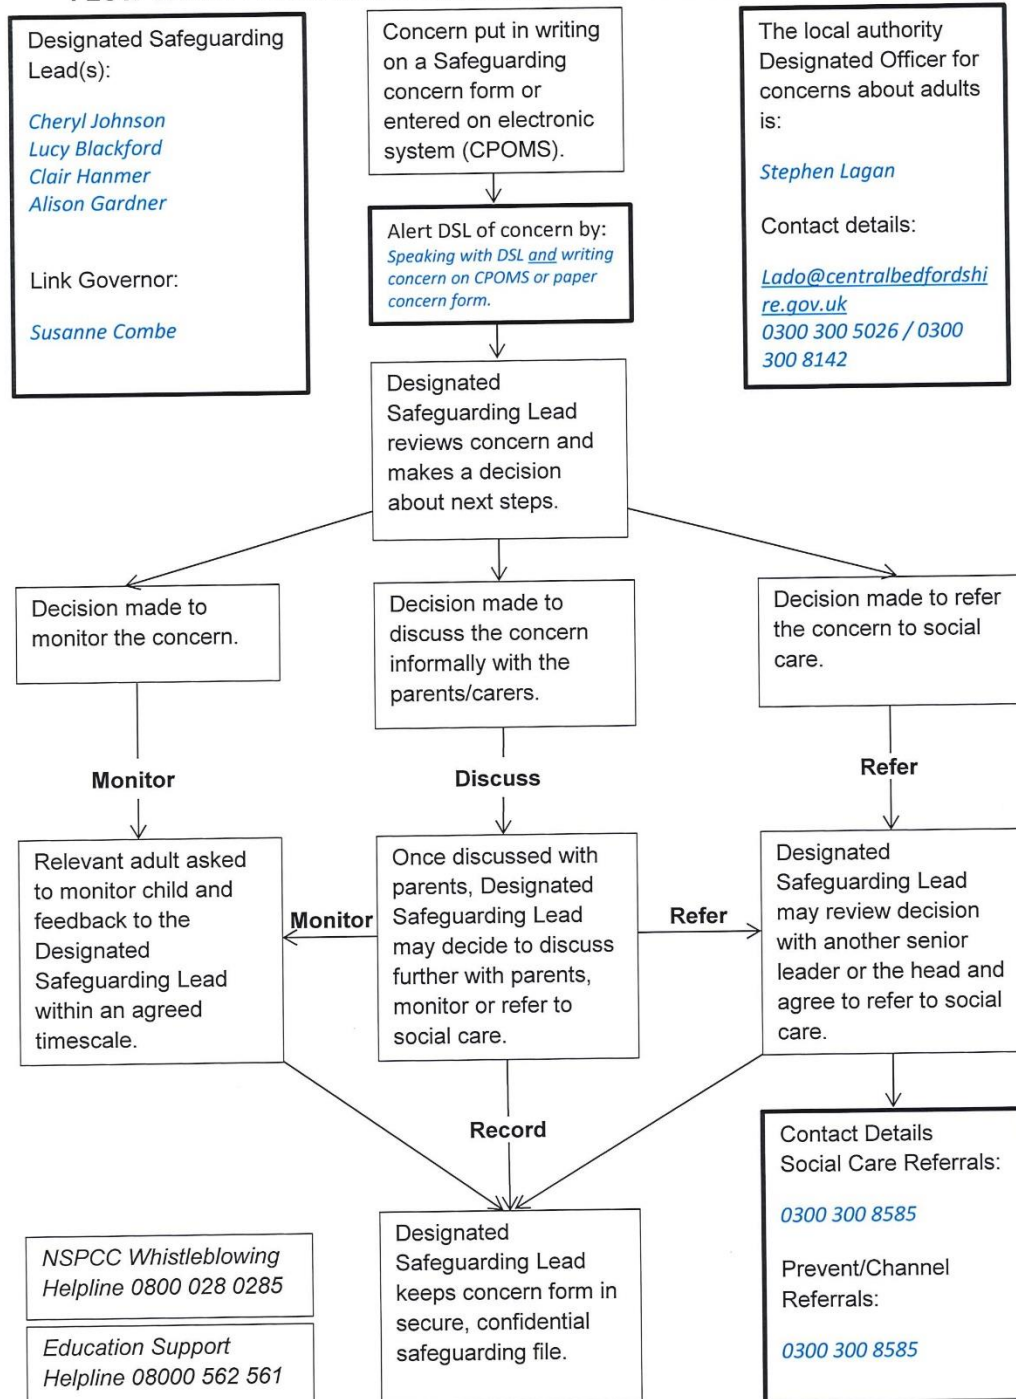 Designated Safeguarding
Lead(s):
Cheryl Johnson
Lucy Blackford
Clair Hanmer
Alison Gardner
Link Governor:
Susanne Combe
Concern put in writing
on a Safeguarding
concern form or
entered on electronic
system (CPOMS).
The local authority
Designated Officer for
concerns about adults
is:
Stephen Lagan
Contact details:
Lado@centralbedfordshi
re.gov.uk
0300 300 5026 / 0300
300 8142
Alert DSL of concern by:
Speaking with DSL and writing
concern on CPOMS or paper
concern form.
Designated
Safeguarding Lead
reviews concern and
makes a decision
about next steps.
Decision made to
monitor the concern.
Decision made to
discuss the concern
informally with the
parents/carers.
Decision made to refer
the concern to social
care.
Monitor
Discuss
Refer
Relevant adult asked
to monitor child and
feedback to the
Designated
Safeguarding Lead
within an agreed
timescale.
Monitor
Once discussed with
parents, Designated
Safeguarding Lead
may decide to discuss
further with parents,
monitor or refer to
social care.
Refer
Designated
Safeguarding Lead
may review decision
with another senior
leader or the head and
agree to refer to social
care.
Record
Contact Details
Social Care Referrals:
0300 300 8585
Prevent/Channel
Referrals:
0300 300 8585
Designated
Safeguarding Lead
keeps concern form in
secure, confidential
safeguarding file.
NSPCC Whistleblowing
Helpline 0800 028 0285
Education Support
Helpline 08000 562 561